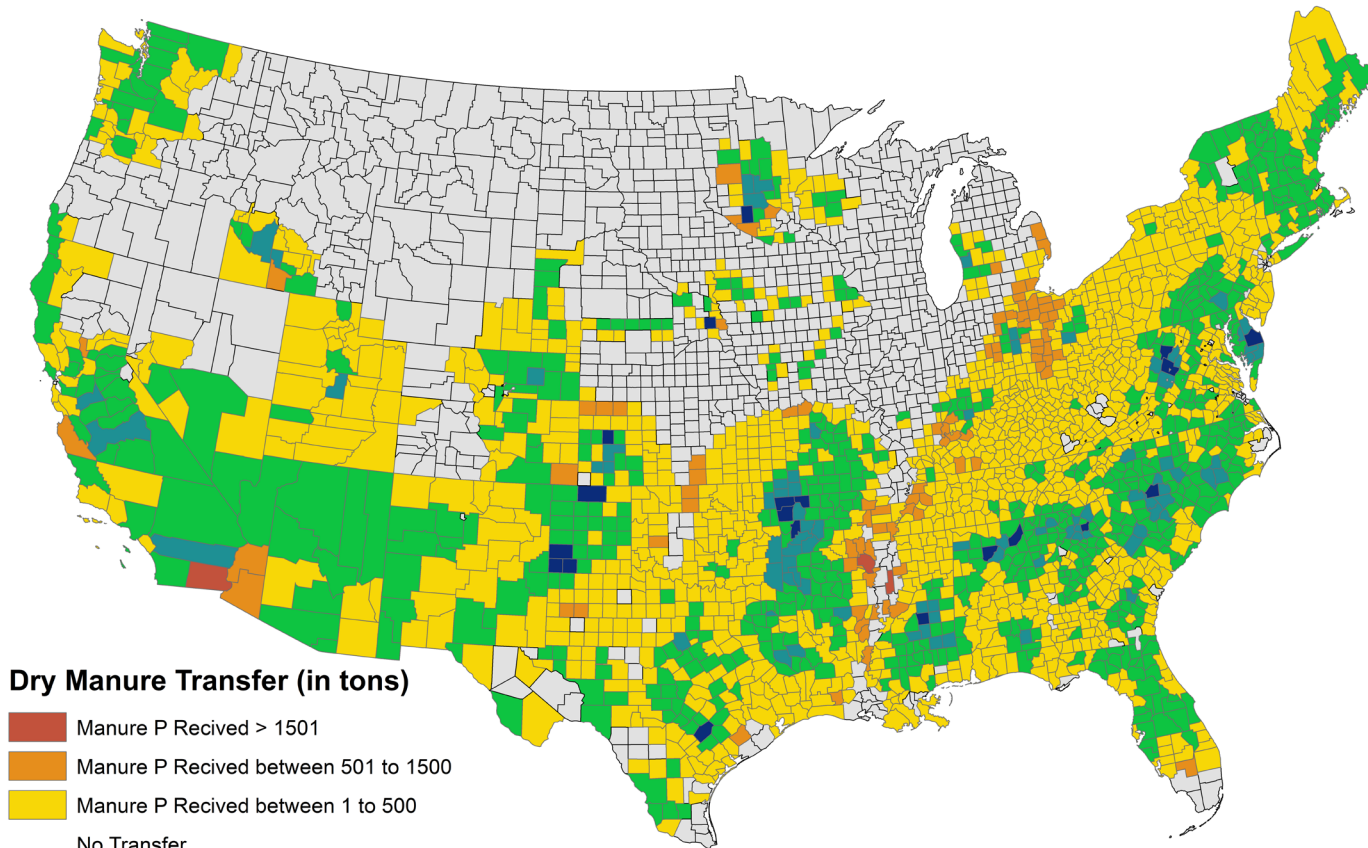 Dry Manure Transfer (in tons)
Manure P Recived > 1501
Manure P Recived between 501 to 1500
Manure P Recived between 1 to 500
No Transfer